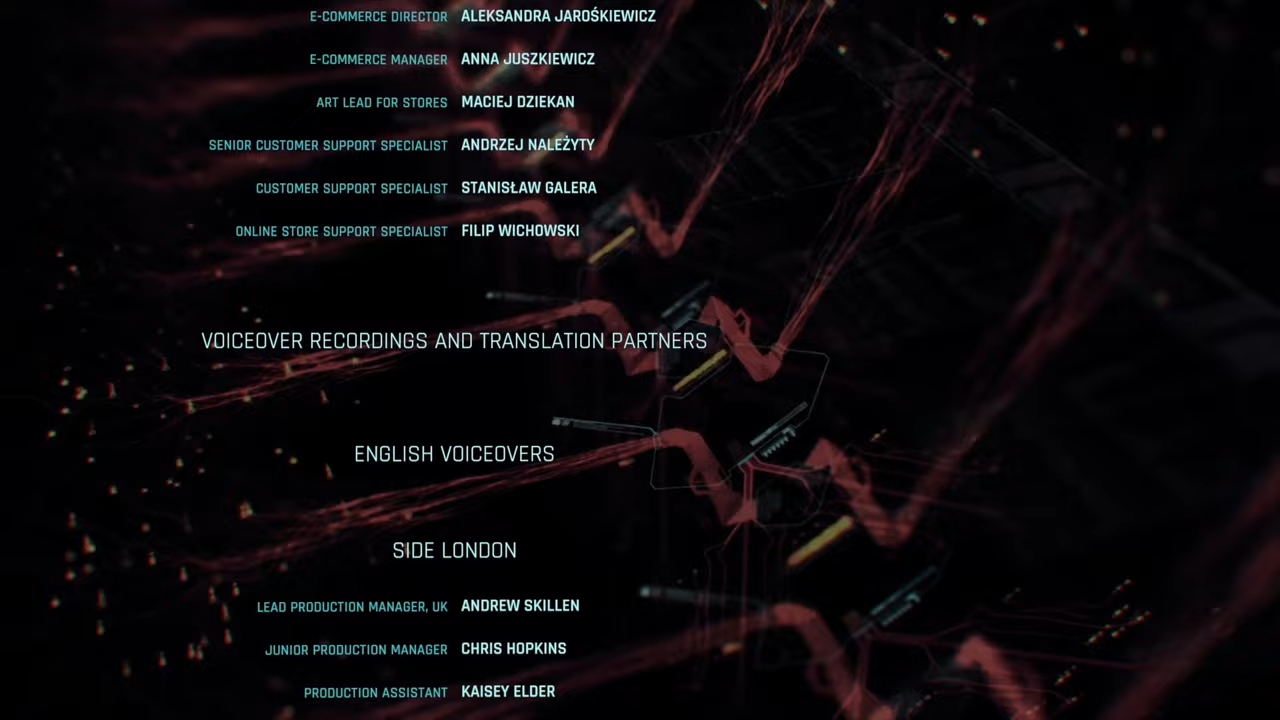 E-COMMERCE DIRECTOR ALEKSANDRA JAROŚKIEWICZ
E-COMMERCE MANAGER ANNA JUSZKIEWICZ
ART LEAD FOR STORES MACIEJ DZIEKAN
SENIOR CUSTOMER SUPPORT SPECIALIST ANDRZEJ NALEŻYTY
CUSTOMER SUPPORT SPECIALIST STANISŁAW GALERA
ONLINE STORE SUPPORT SPECIALIST FILIP WICHOWSKI
VOICEOVER RECORDINGS AND TRANSLATION PARTNERS
ENGLISH VOICEOVERS
SIDE LONDON
LEAD PRODUCTION MANAGER, UK ANDREW SKILLEN
JUNIOR PRODUCTION MANAGER CHRIS HOPKINS
PRODUCTION ASSISTANT KAISEY ELDER